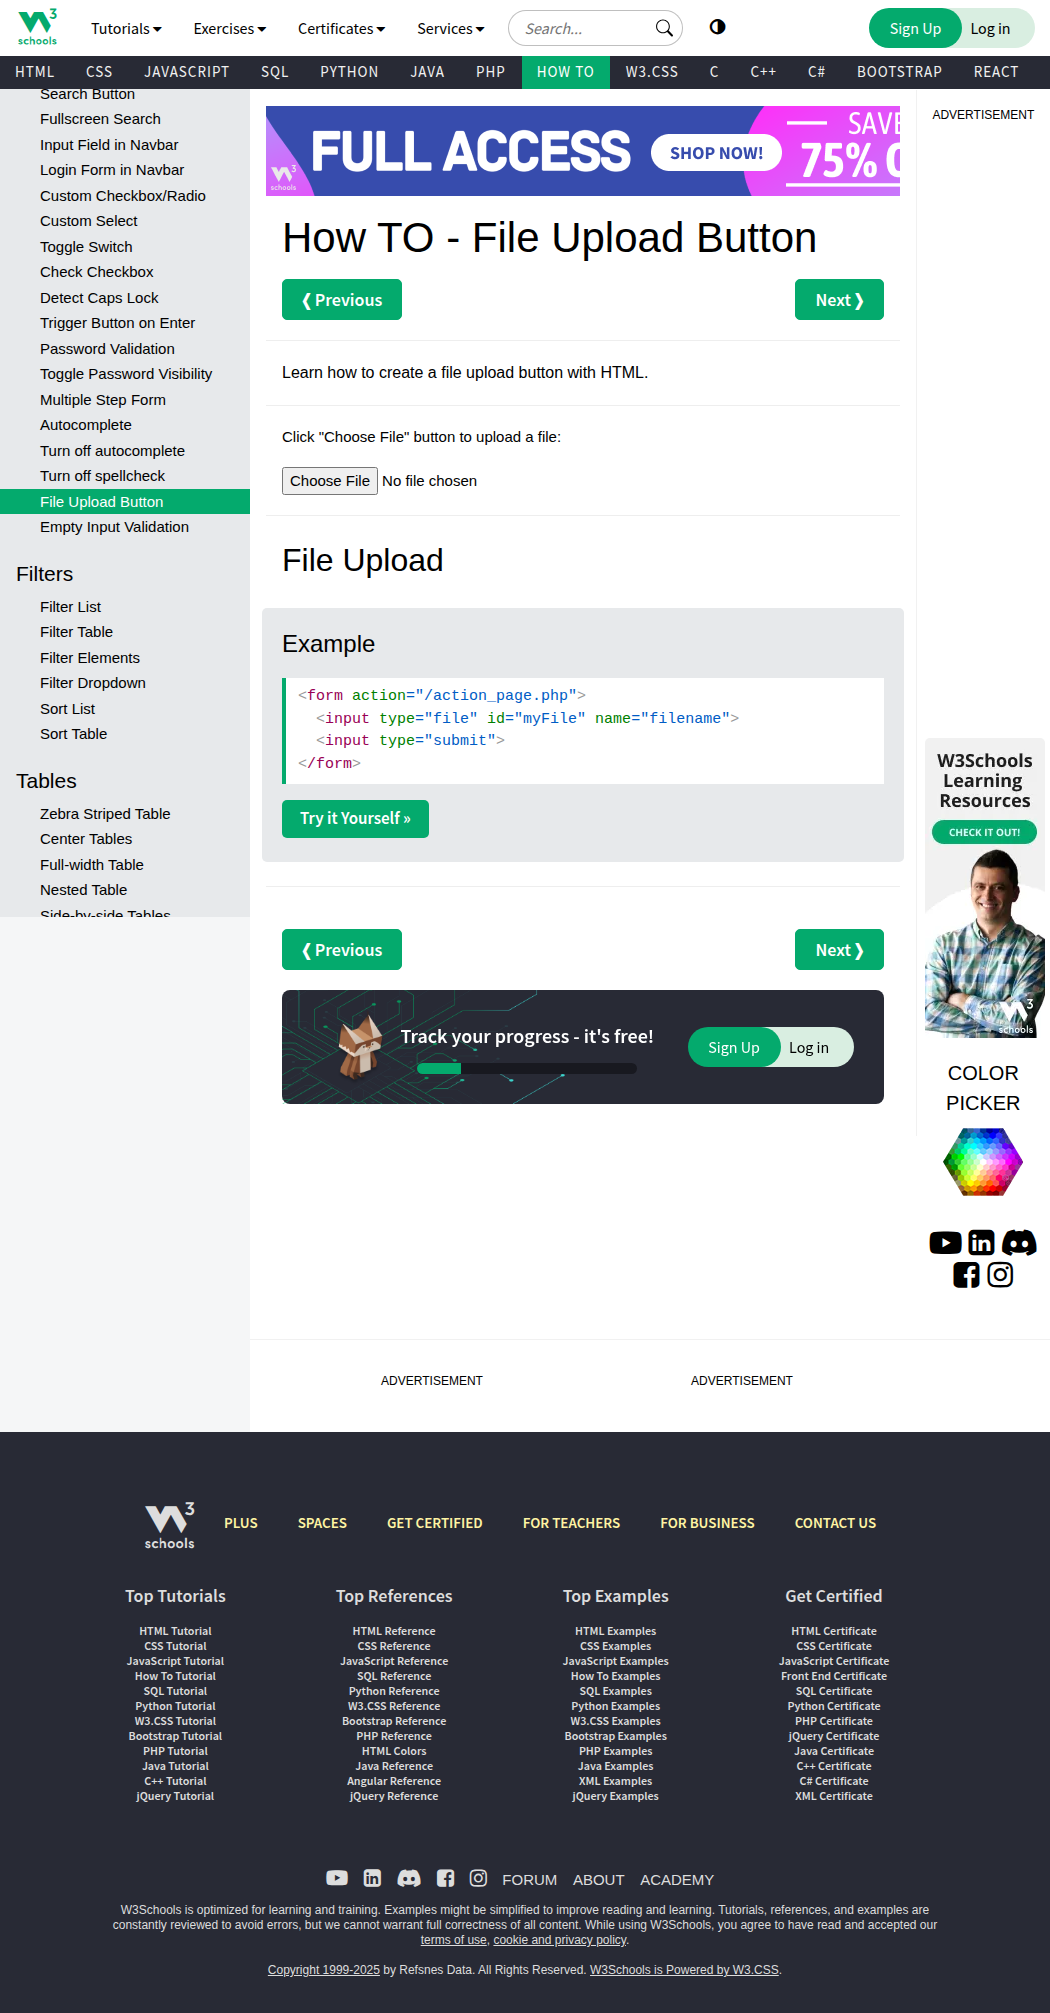 W3 schools
Tutorials Exercises Certificates Services Search... Sign Up Log in
HTML CSS JAVASCRIPT SQL PYTHON JAVA PHP HOW TO W3.CSS C C++ C# BOOTSTRAP REACT
Search Button
Fullscreen Search
Input Field in Navbar
Login Form in Navbar
Custom Checkbox/Radio
Custom Select
Toggle Switch
Check Checkbox
Detect Caps Lock
Trigger Button on Enter
Password Validation
Toggle Password Visibility
Multiple Step Form
Autocomplete
Turn off autocomplete
Turn off spellcheck
File Upload Button
Empty Input Validation
Filters
Filter List
Filter Table
Filter Elements
Filter Dropdown
Sort List
Sort Table
Tables
Zebra Striped Table
Center Tables
Full-width Table
Nested Table
Side-by-side Tables
W3 schools
FULL ACCESS SHOP NOW! SAVE
75%
How TO - File Upload Button
❮ Previous Next ❯
Learn how to create a file upload button with HTML.
Click "Choose File" button to upload a file:
Choose File No file chosen
File Upload
Example
<form action="/action_page.php">
  <input type="file" id="myFile" name="filename">
  <input type="submit">
</form>
Try it Yourself »
❮ Previous Next ❯
Track your progress - it's free! Sign Up Log in
ADVERTISEMENT
W3Schools
Learning
Resources
CHECK IT OUT!
W3 schools
COLOR
PICKER
in
ADVERTISEMENT ADVERTISEMENT
W3 schools
PLUS SPACES GET CERTIFIED FOR TEACHERS FOR BUSINESS CONTACT US
Top Tutorials
HTML Tutorial
CSS Tutorial
JavaScript Tutorial
How To Tutorial
SQL Tutorial
Python Tutorial
W3.CSS Tutorial
Bootstrap Tutorial
PHP Tutorial
Java Tutorial
C++ Tutorial
jQuery Tutorial
Top References
HTML Reference
CSS Reference
JavaScript Reference
SQL Reference
Python Reference
W3.CSS Reference
Bootstrap Reference
PHP Reference
HTML Colors
Java Reference
Angular Reference
jQuery Reference
Top Examples
HTML Examples
CSS Examples
JavaScript Examples
How To Examples
SQL Examples
Python Examples
W3.CSS Examples
Bootstrap Examples
PHP Examples
Java Examples
XML Examples
jQuery Examples
Get Certified
HTML Certificate
CSS Certificate
JavaScript Certificate
Front End Certificate
SQL Certificate
Python Certificate
PHP Certificate
jQuery Certificate
Java Certificate
C++ Certificate
C# Certificate
XML Certificate
in FORUM ABOUT ACADEMY
W3Schools is optimized for learning and training. Examples might be simplified to improve reading and learning. Tutorials, references, and examples are
constantly reviewed to avoid errors, but we cannot warrant full correctness of all content. While using W3Schools, you agree to have read and accepted our
terms of use, cookie and privacy policy.
Copyright 1999-2025 by Refsnes Data. All Rights Reserved. W3Schools is Powered by W3.CSS.